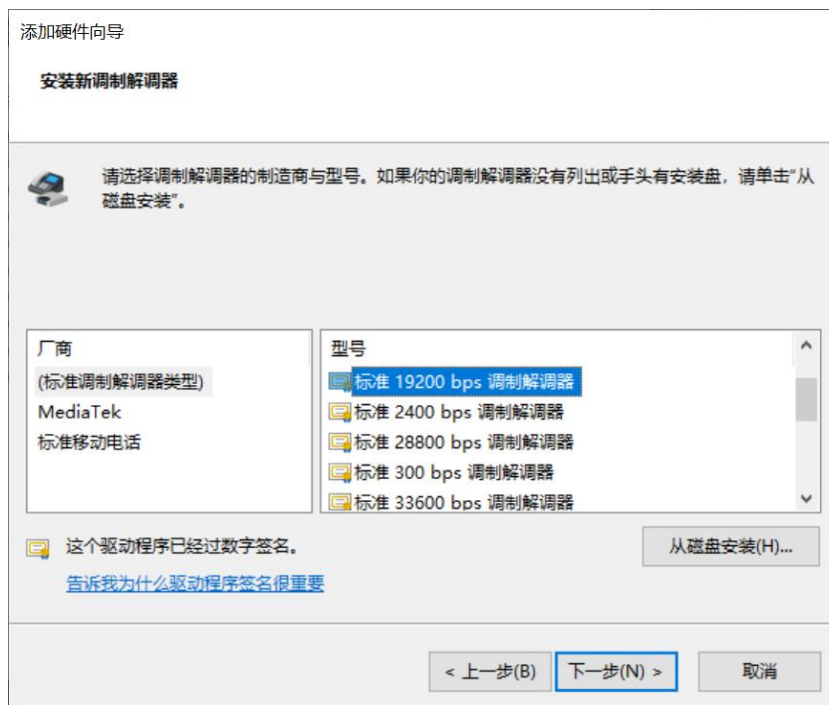 添加硬件向导
安装新调制解调器
请选择调制解调器的制造商与型号。如果你的调制解调器没有列出或手头有安装盘，请单击“从
磁盘安装”。
厂商
(标准调制解调器类型)
MediaTek
标准移动电话
型号
标准 19200 bps 调制解调器
标准 2400 bps 调制解调器
标准 28800 bps 调制解调器
标准 300 bps 调制解调器
标准 33600 bps 调制解调器
这个驱动程序已经过数字签名。
从磁盘安装(H)...
告诉我为什么驱动程序签名很重要
< 上一步(B) 下一步(N) > 取消